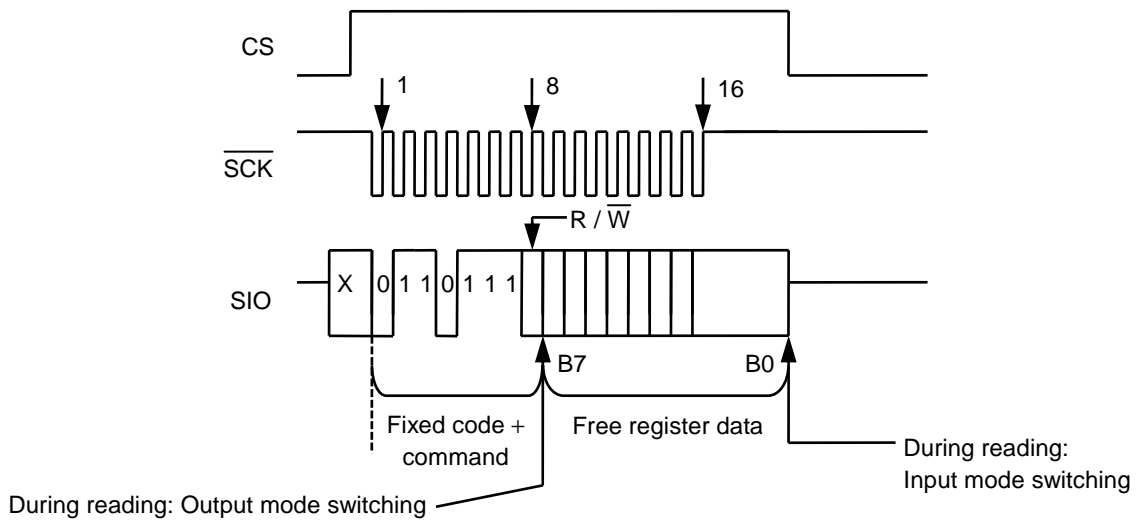 CS
1
8
16
S̅C̅K̅
R / W̅
SIO
X
0 1 1 0 1 1 1
B7
B0
Fixed code +
command
Free register data
During reading:
Input mode switching
During reading: Output mode switching